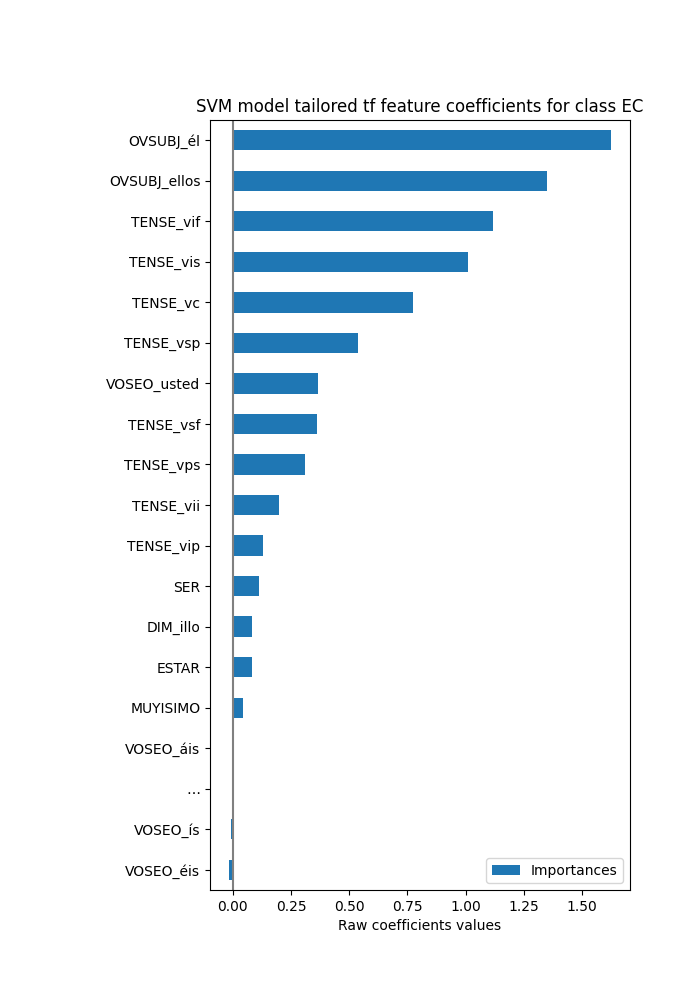 SVM model tailored tf feature coefficients for class EC
OVSUBJ_él
OVSUBJ_ellos
TENSE_vif
TENSE_vis
TENSE_vc
TENSE_vsp
VOSEO_usted
TENSE_vsf
TENSE_vps
TENSE_vii
TENSE_vip
SER
DIM_illo
ESTAR
MUYISIMO
VOSEO_áis
...
VOSEO_ís
VOSEO_éis
Importances
0.00 0.25 0.50 0.75 1.00 1.25 1.50
Raw coefficients values